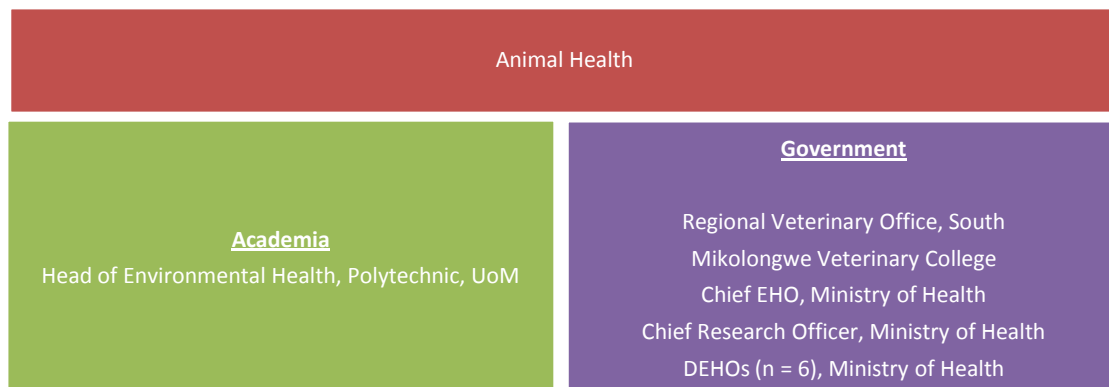 Animal Health
Academia
Head of Environmental Health, Polytechnic, UoM
Government
Regional Veterinary Office, South
Mikolongwe Veterinary College
Chief EHO, Ministry of Health
Chief Research Officer, Ministry of Health
DEHOs (n = 6), Ministry of Health